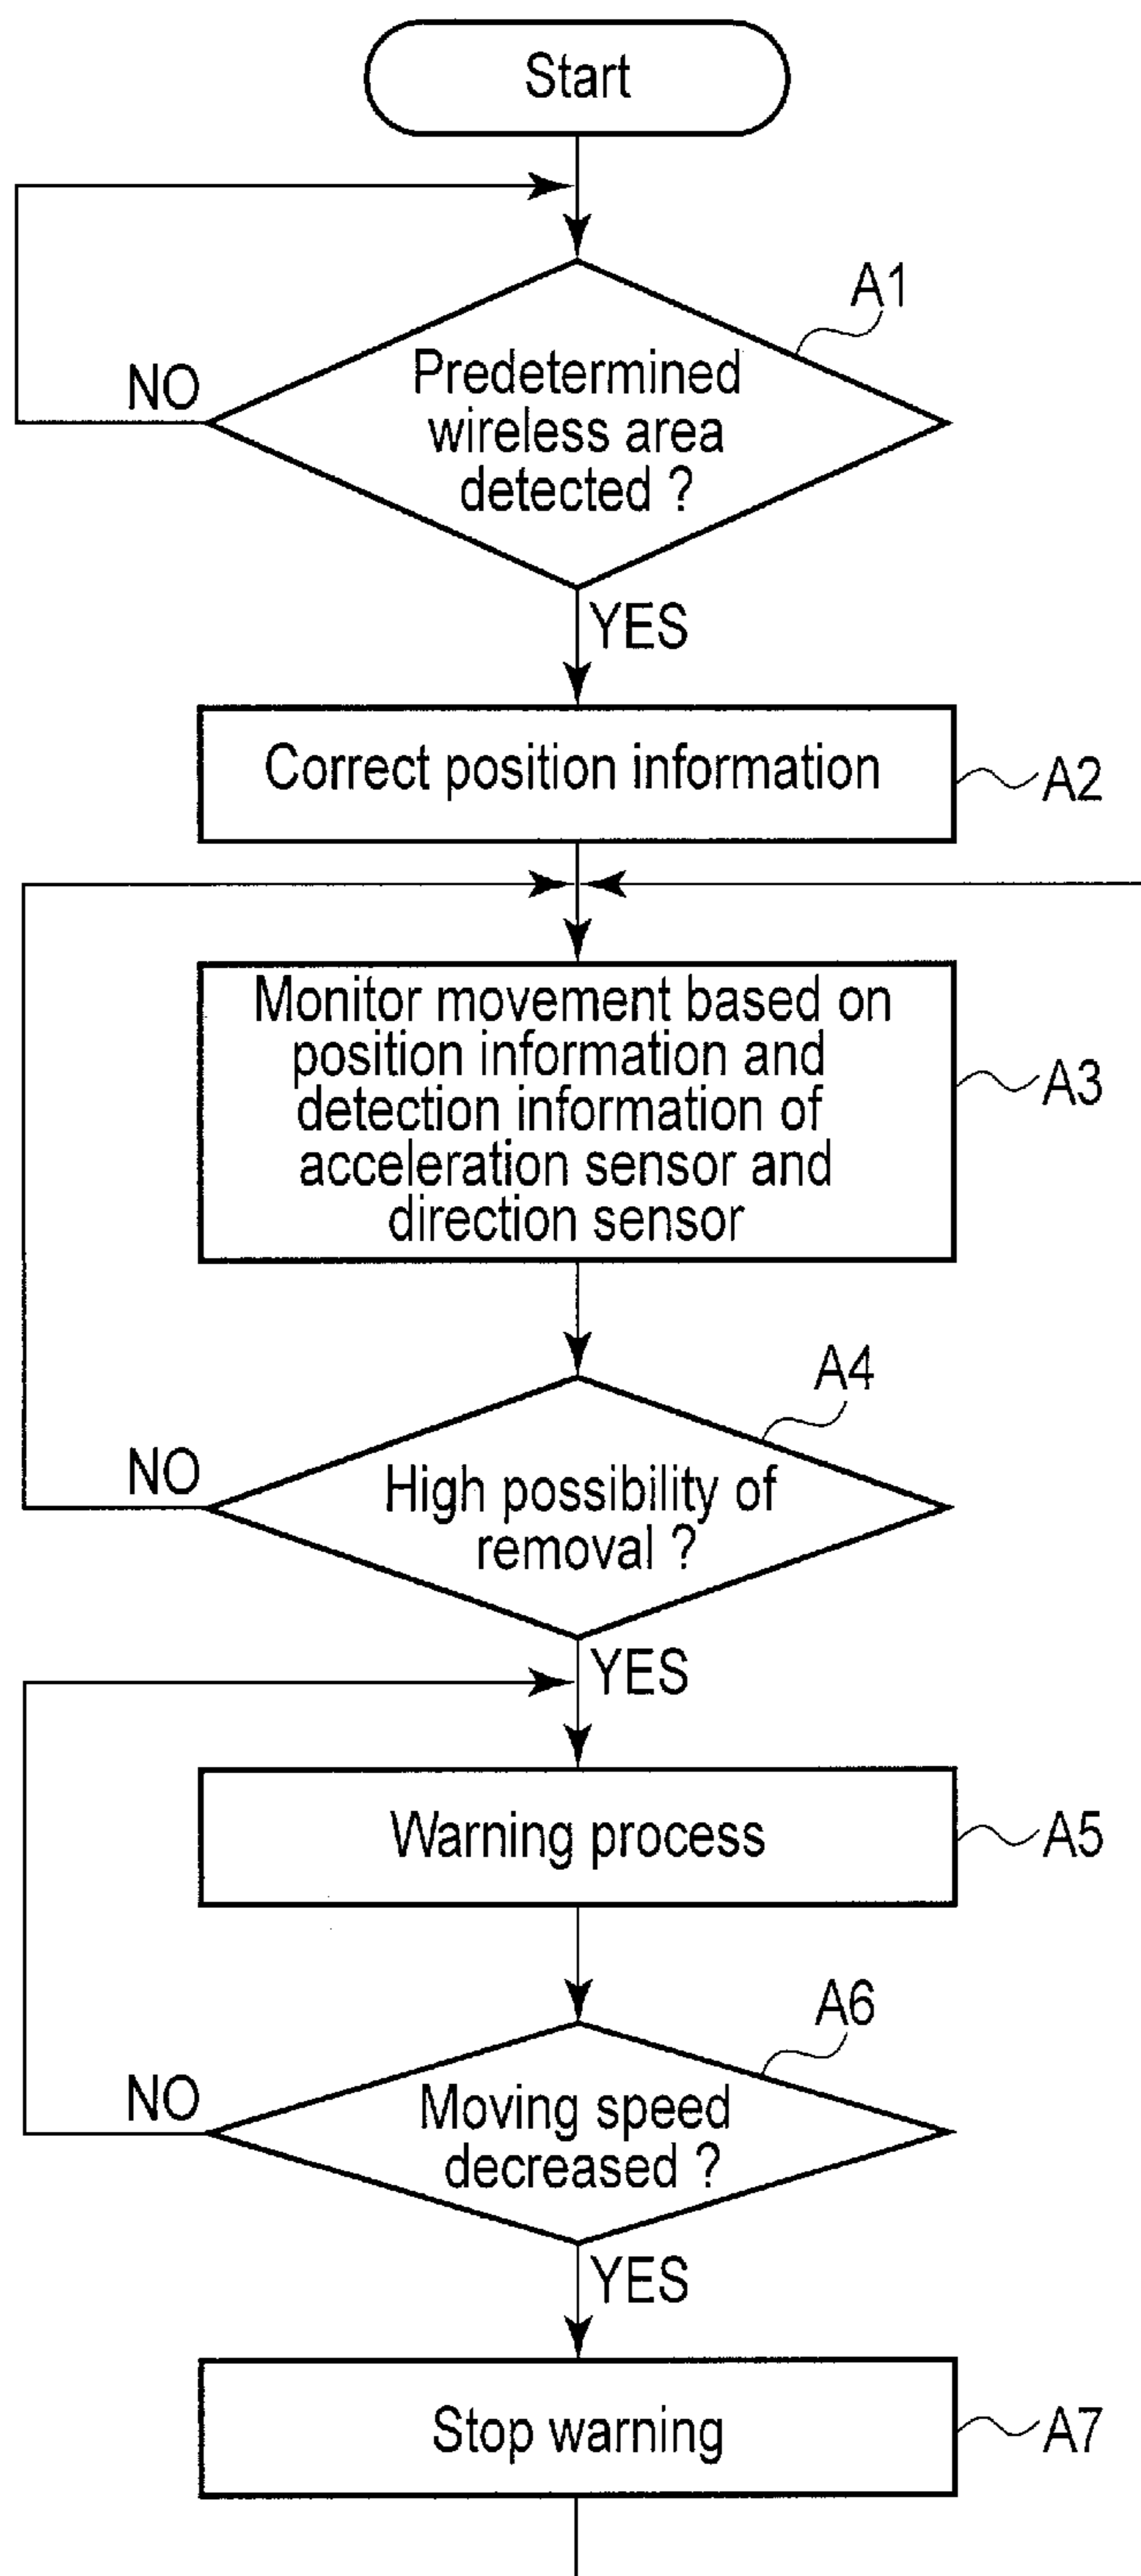 Start
A1
Predetermined
wireless area
detected ?
NO
YES
Correct position information
A2
Monitor movement based on
position information and
detection information of
acceleration sensor and
direction sensor
A3
A4
High possibility of
removal ?
NO
YES
Warning process
A5
A6
Moving speed
decreased ?
NO
YES
Stop warning
A7